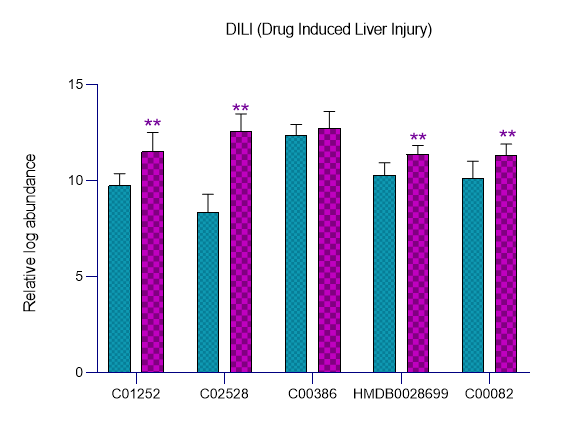 DILI (Drug Induced Liver Injury)
Relative log abundance
15
10
5
0
** ** ** **
C01252 C02528 C00386 HMDB0028699 C00082